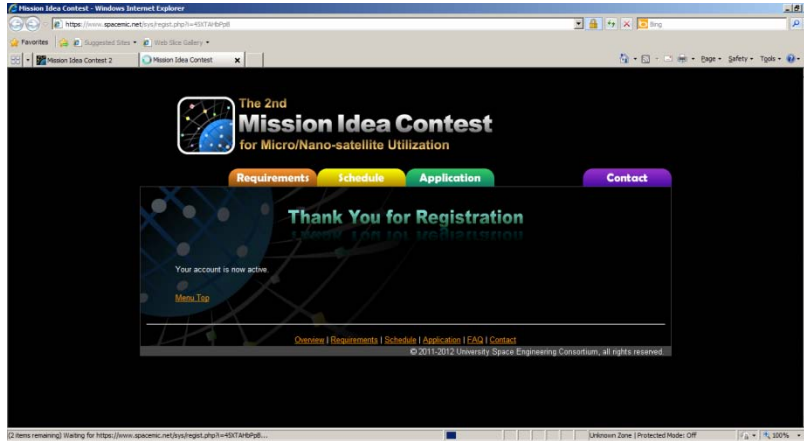 Mission Idea Contest - Windows Internet Explorer
https://www.spacemic.net/sys/regist.php?i=45XTAHbPpB
Bing
Favorites Suggested Sites Web Slice Gallery
Mission Idea Contest 2 Mission Idea Contest x Page Safety Tools
The 2nd
Mission Idea Contest
for Micro/Nano-satellite Utilization
Requirements Schedule Application Contact
Thank You for Registration
Your account is now active.
Menu Top
Overview | Requirements | Schedule | Application | FAQ | Contact
© 2011-2012 University Space Engineering Consortium, all rights reserved.
(2 items remaining) Waiting for https://www.spacemic.net/sys/regist.php?i=45XTAHbPpB... Unknown Zone | Protected Mode: Off 100%